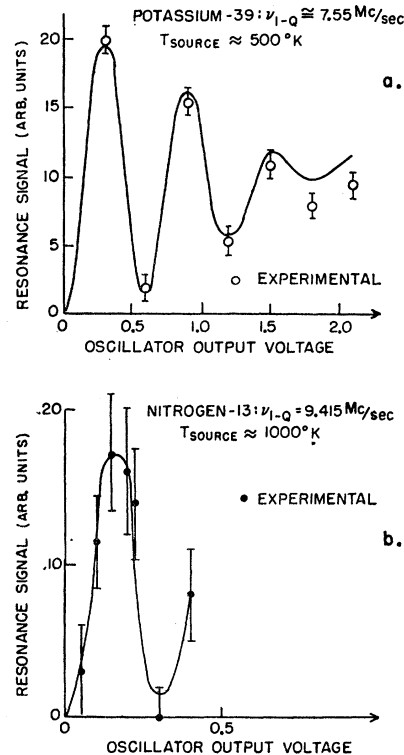 POTASSIUM-39: ν1-Q ≅ 7.55 Mc/sec
TSOURCE ≈ 500°K
a.
RESONANCE SIGNAL (ARB. UNITS)
20
15
10
5
0
0.5
1.0
1.5
2.0
EXPERIMENTAL
OSCILLATOR OUTPUT VOLTAGE
NITROGEN-13: ν1-Q = 9.415 Mc/sec
TSOURCE ≈ 1000°K
b.
RESONANCE SIGNAL (ARB. UNITS)
.20
.10
0
0
0.5
EXPERIMENTAL
OSCILLATOR OUTPUT VOLTAGE